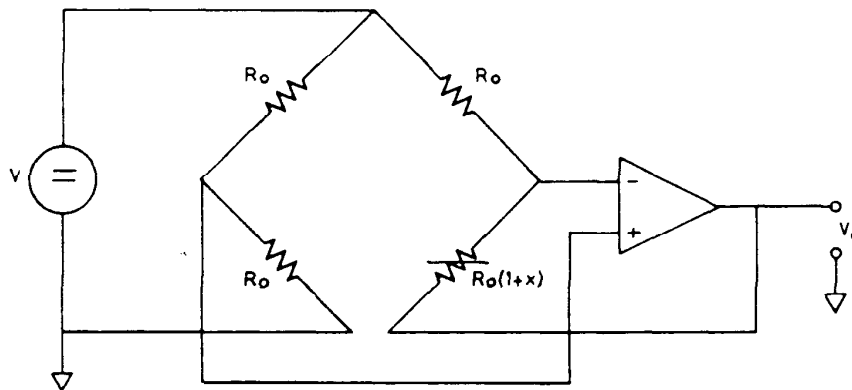 Ro
Ro
V
=
-
+
Ro
Ro(1+x)